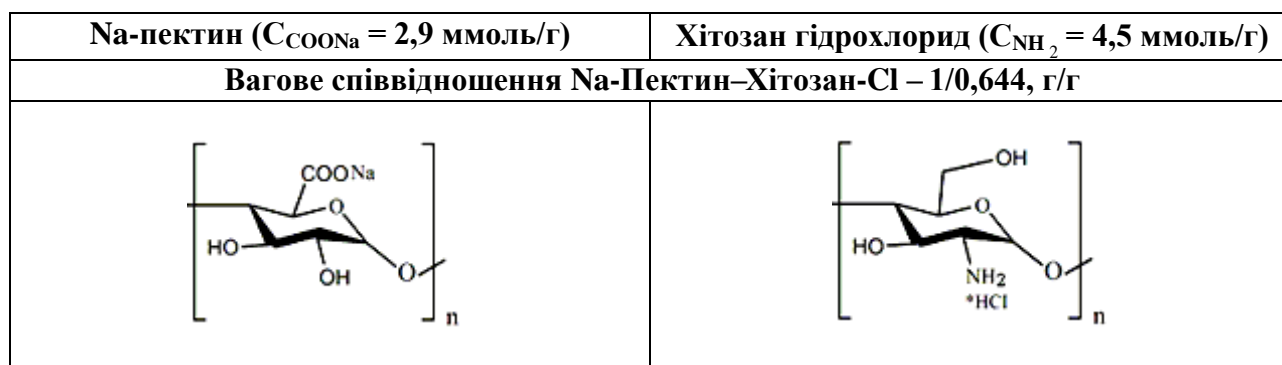 Na-пектин (C_COONa = 2,9 ммоль/г)
Хітозан гідрохлорид (C_NH₂ = 4,5 ммоль/г)
Вагове співвідношення Na-Пектин–Хітозан-Cl – 1/0,644, г/г
COONa
O
HO
OH
O
n
OH
O
HO
NH₂
*HCl
O
n